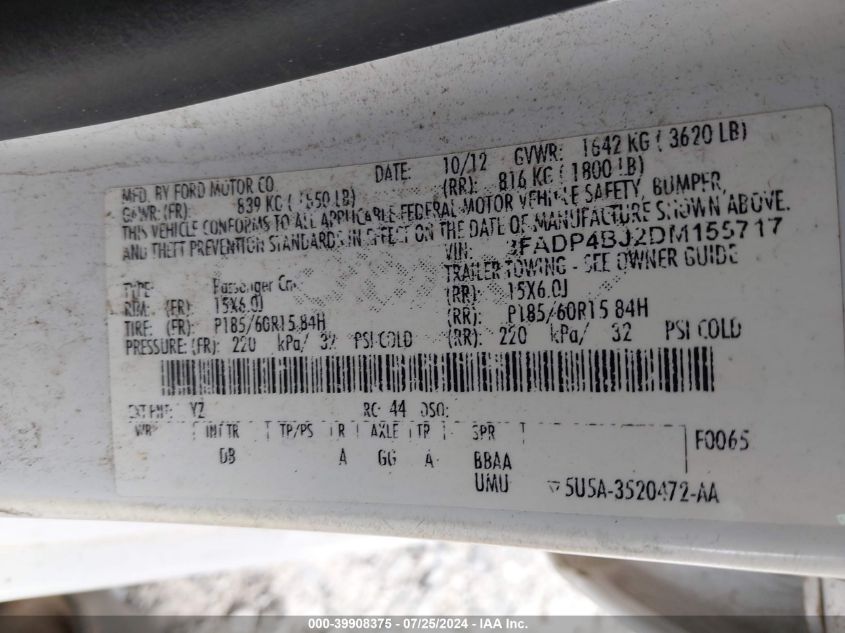 MFD. BY FORD MOTOR CO. DATE: 10/12 GVWR: 1642 KG ( 3620 LB)
GAWR: (FR): 839 KG ( 1850 LB) (RR): 816 KG ( 1800 LB)
THIS VEHICLE CONFORMS TO ALL APPLICABLE FEDERAL MOTOR VEHICLE SAFETY, BUMPER,
AND THEFT PREVENTION STANDARDS IN EFFECT ON THE DATE OF MANUFACTURE SHOWN ABOVE.
VIN: 3FADP4BJ2DM155717
TYPE: Passenger Car TRAILER TOWING - SEE OWNER GUIDE
RIM: (FR): 15X6.0J (RR): 15X6.0J
TIRE: (FR): P185/60R15 84H (RR): P185/60R15 84H
PRESSURE: (FR): 220 kPa/ 32 PSI COLD (RR): 220 kPa/ 32 PSI COLD
EXT PNT: YZ RC: 44 DSO:
WB INT TR T TP/PS R AXLE TR SPR T F0065
DB A GG A BBAA
UMU 5U5A-3520472-AA
000-39908375 - 07/25/2024 - © IAA Inc.